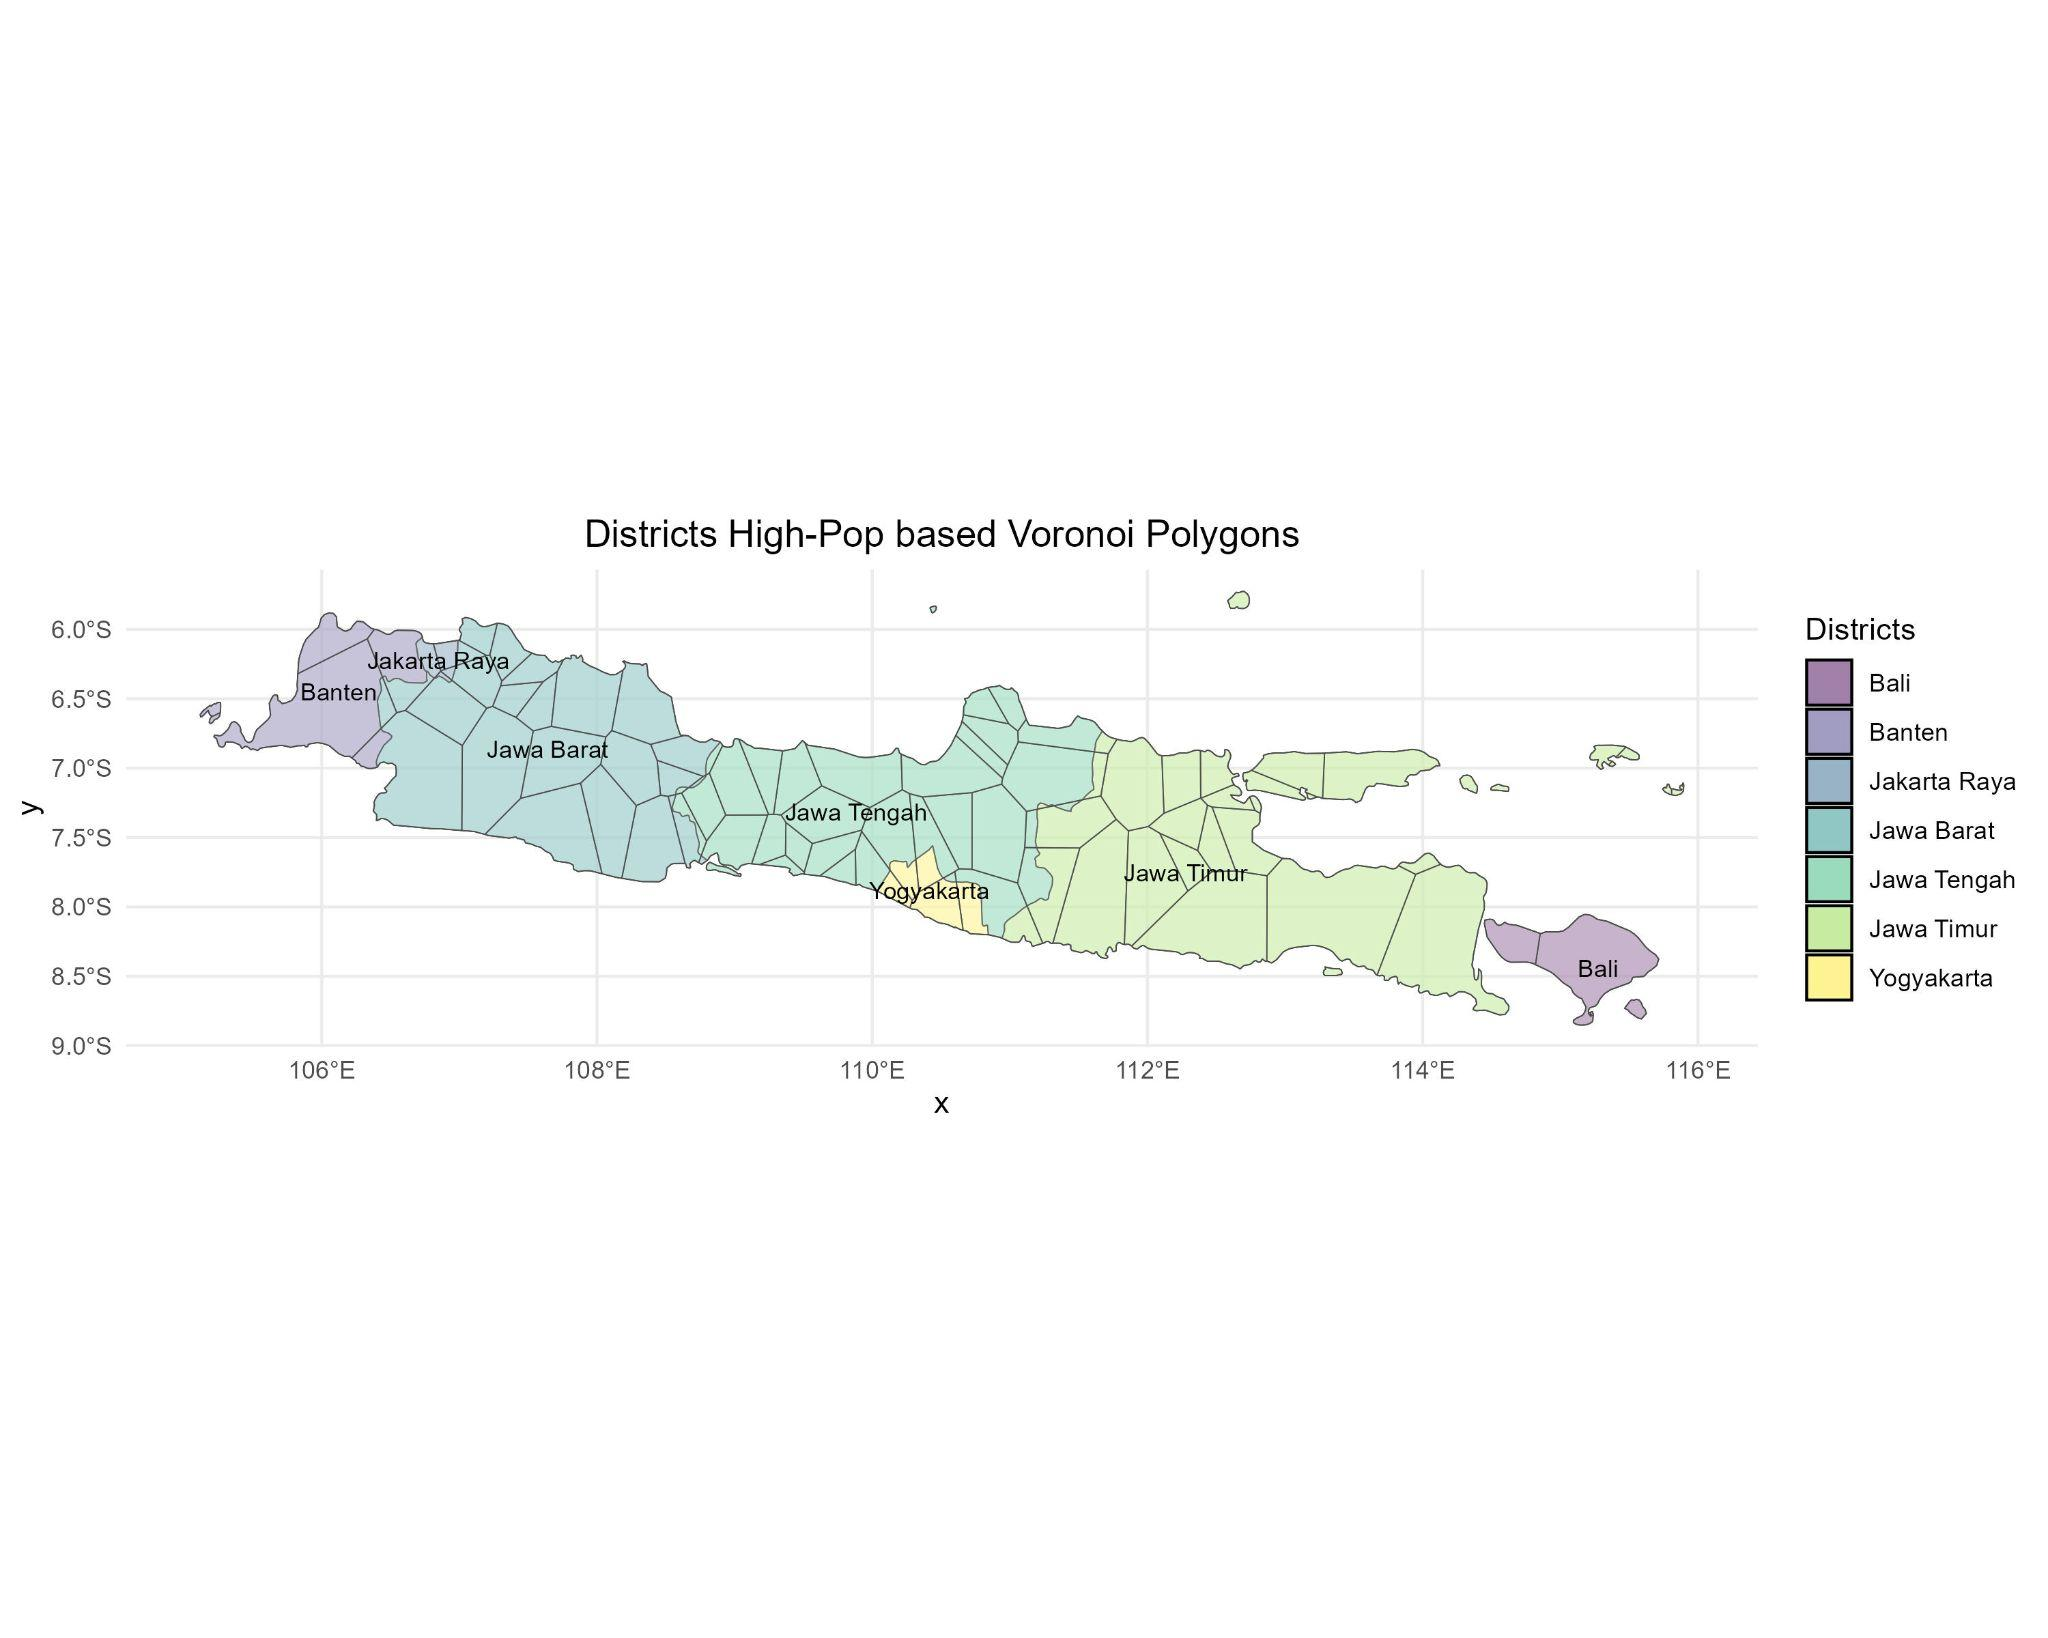 Districts High-Pop based Voronoi Polygons
6.0°S
6.5°S
7.0°S
7.5°S
8.0°S
8.5°S
9.0°S
y
Jakarta Raya
Banten
Jawa Barat
Jawa Tengah
Jawa Timur
Yogyakarta
Bali
106°E
108°E
110°E
112°E
114°E
116°E
x
Districts
Bali
Banten
Jakarta Raya
Jawa Barat
Jawa Tengah
Jawa Timur
Yogyakarta